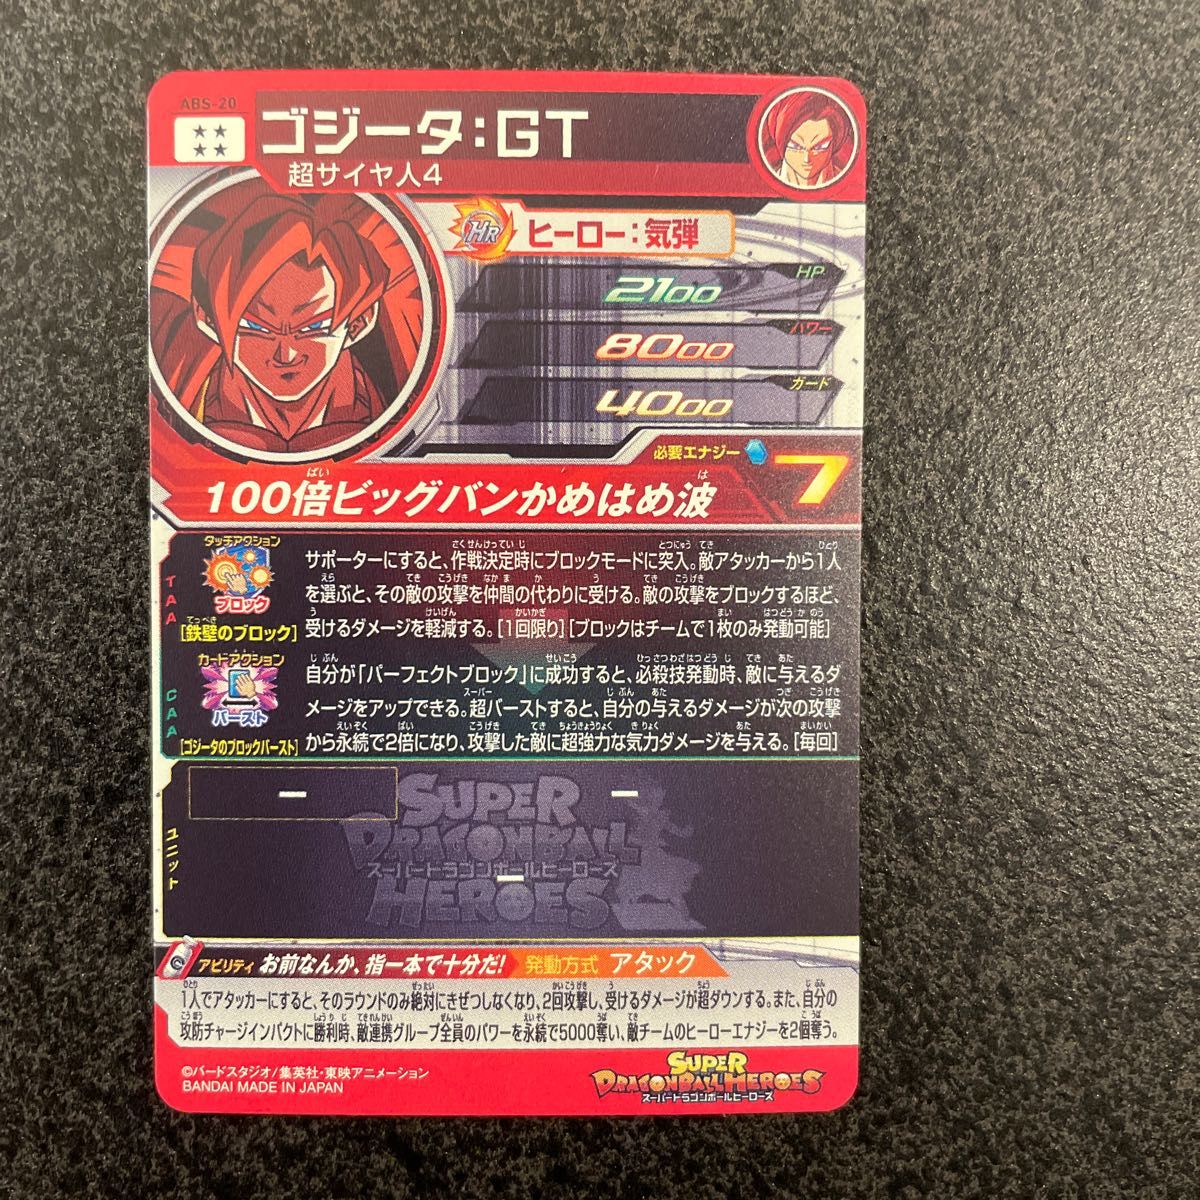 ABS-20
ゴジータ:GT
超サイヤ人4
HR ヒーロー:気弾
HP
2100
パワー
8000
ガード
4000
必要エナジー 7
100倍ビッグバンかめはめ波
TAA
タッチアクション
ブロック
[鉄壁のブロック]
サポーターにすると、作戦決定時にブロックモードに突入。敵アタッカーから1人
を選ぶと、その敵の攻撃を仲間の代わりに受ける。敵の攻撃をブロックするほど、
受けるダメージを軽減する。[1回限り][ブロックはチームで1枚のみ発動可能]
CAA
カードアクション
バースト
[ゴジータのブロックバースト]
自分が「パーフェクトブロック」に成功すると、必殺技発動時、敵に与えるダ
メージをアップできる。超バーストすると、自分の与えるダメージが次の攻撃
から永続で2倍になり、攻撃した敵に超強力な気力ダメージを与える。[毎回]
ユニット
ー
ー
ー
SUPER
DRAGONBALL
スーパードラゴンボールヒーローズ
HEROES
アビリティ お前なんか、指一本で十分だ! 発動方式 アタック
1人でアタッカーにすると、そのラウンドのみ絶対にきぜつしなくなり、2回攻撃し、受けるダメージが超ダウンする。また、自分の
攻防チャージインパクトに勝利時、敵連携グループ全員のパワーを永続で5000奪い、敵チームのヒーローエナジーを2個奪う。
©バードスタジオ/集英社・東映アニメーション
BANDAI MADE IN JAPAN
SUPER
DRAGONBALL HEROES
スーパードラゴンボールヒーローズ